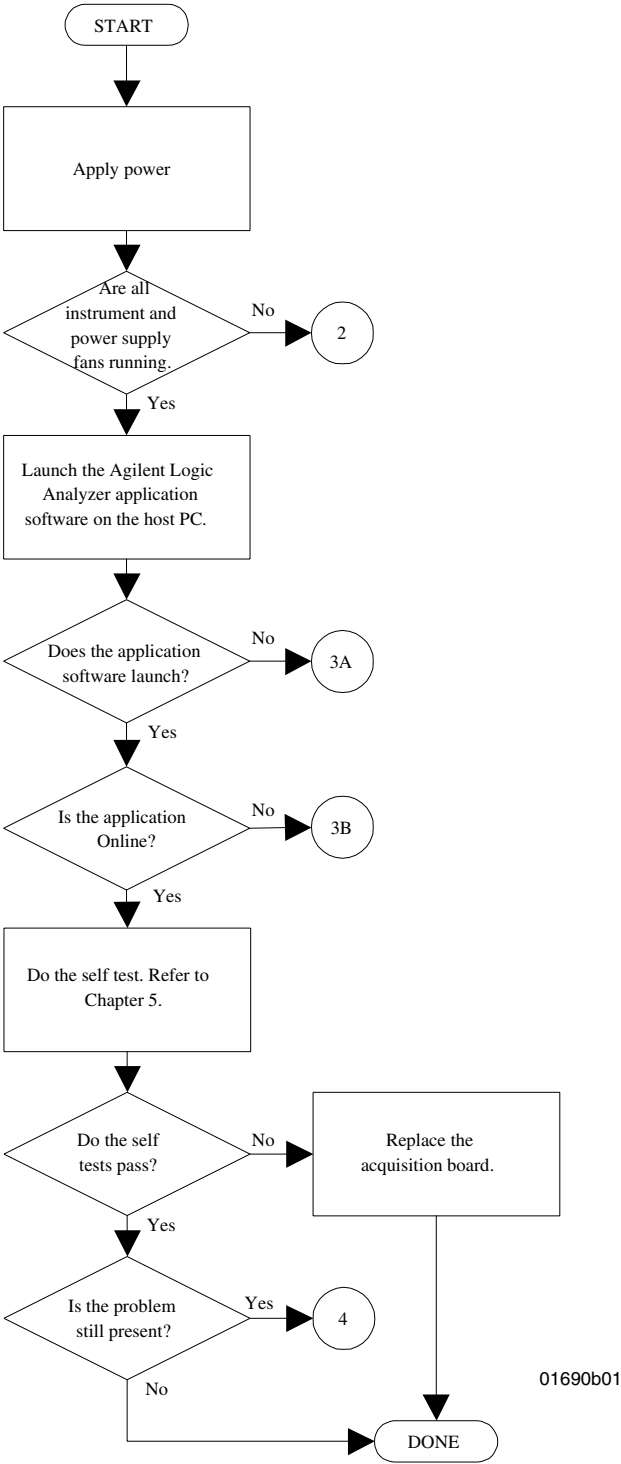 START
Apply power
Are all
instrument and
power supply
fans running.
No
2
Yes
Launch the Agilent Logic
Analyzer application
software on the host PC.
Does the application
software launch?
No
3A
Yes
Is the application
Online?
No
3B
Yes
Do the self test. Refer to
Chapter 5.
Do the self
tests pass?
No
Replace the
acquisition board.
Yes
Is the problem
still present?
Yes
4
No
01690b01
DONE